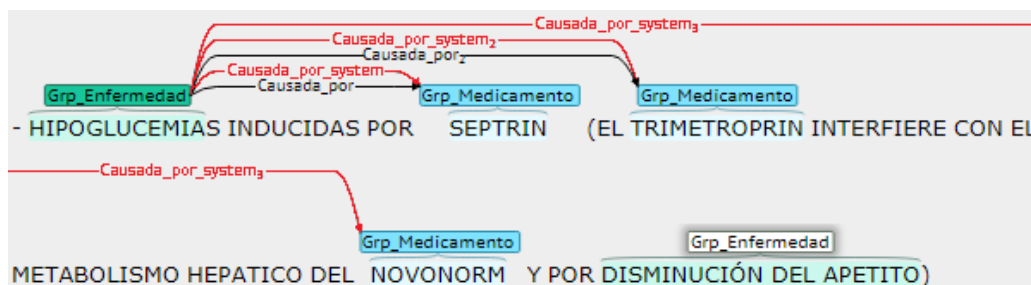 Causada_por_system₃
Causada_por_system₂
Causada_por₂
Causada_por_system
Causada_por
Grp_Enfermedad Grp_Medicamento Grp_Medicamento
- HIPOGLUCEMIAS INDUCIDAS POR SEPTRIN (EL TRIMETROPRIN INTERFIERE CON EL
Causada_por_system₃
Grp_Medicamento Grp_Enfermedad
METABOLISMO HEPATICO DEL NOVONORM Y POR DISMINUCIÓN DEL APETITO)